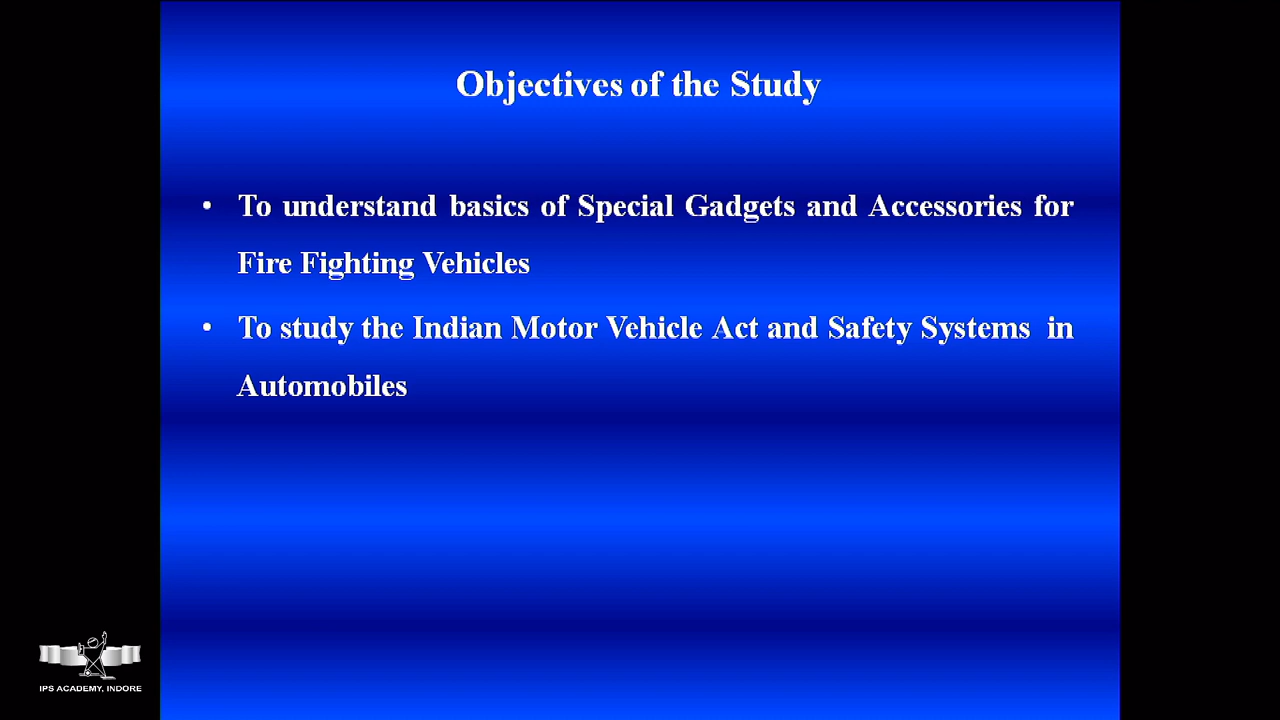 Objectives of the Study
• To understand basics of Special Gadgets and Accessories for
Fire Fighting Vehicles
• To study the Indian Motor Vehicle Act and Safety Systems in
Automobiles
IPS ACADEMY, INDORE